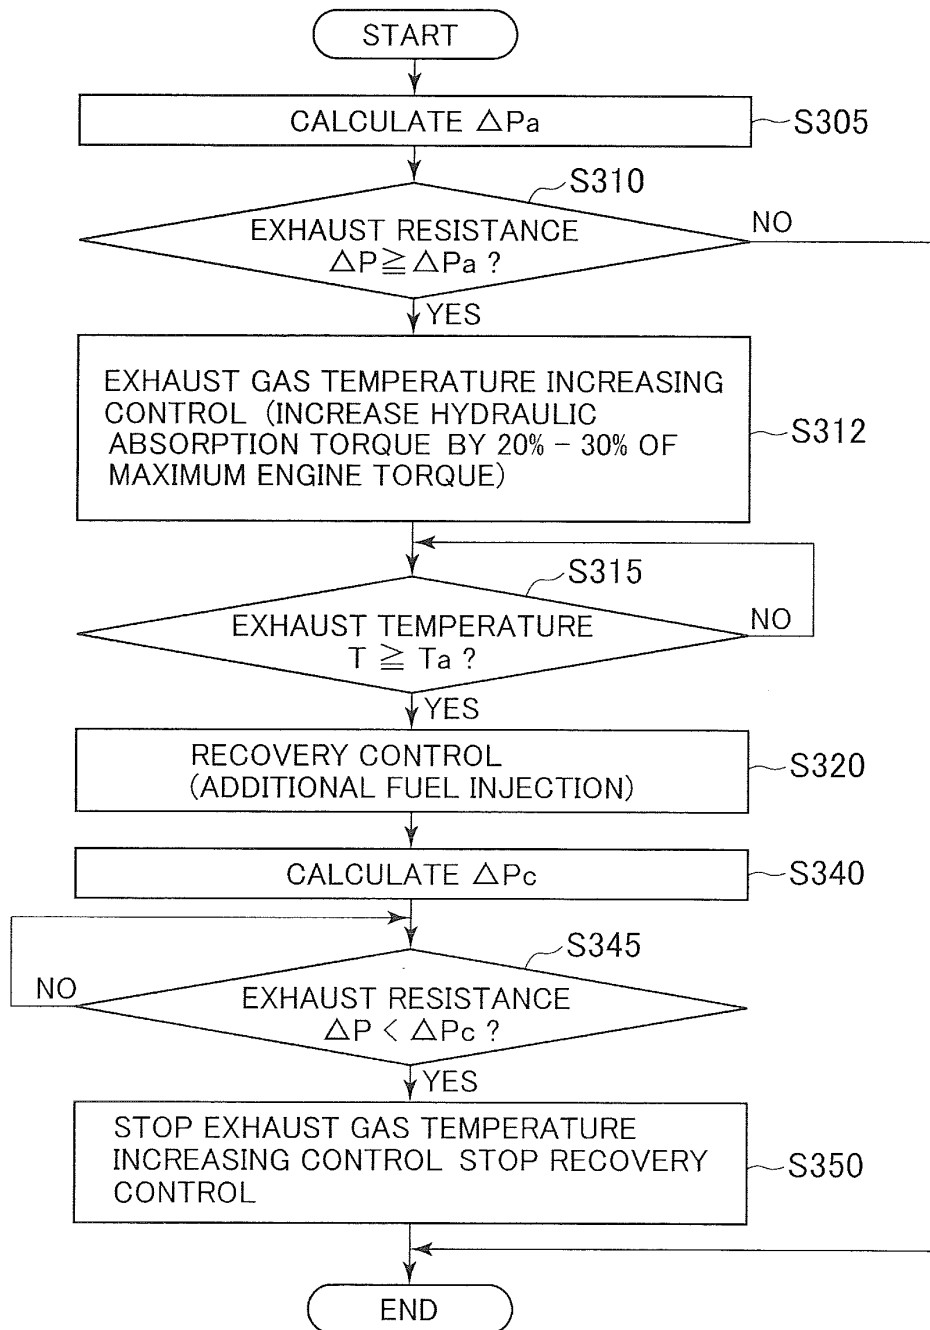 START
CALCULATE △Pa
S305
S310
EXHAUST RESISTANCE
△P≧△Pa ?
NO
YES
EXHAUST GAS TEMPERATURE INCREASING
CONTROL (INCREASE HYDRAULIC
ABSORPTION TORQUE BY 20% – 30% OF
MAXIMUM ENGINE TORQUE)
S312
S315
EXHAUST TEMPERATURE
T ≧ Ta ?
NO
YES
RECOVERY CONTROL
(ADDITIONAL FUEL INJECTION)
S320
CALCULATE △Pc
S340
S345
NO
EXHAUST RESISTANCE
△P < △Pc ?
YES
STOP EXHAUST GAS TEMPERATURE
INCREASING CONTROL STOP RECOVERY
CONTROL
S350
END